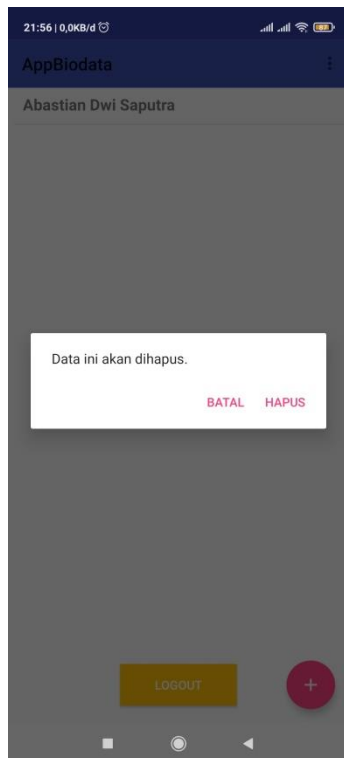 21:56 | 0,0KB/d
AppBiodata
Abastian Dwi Saputra
Data ini akan dihapus.
BATAL HAPUS
LOGOUT
+